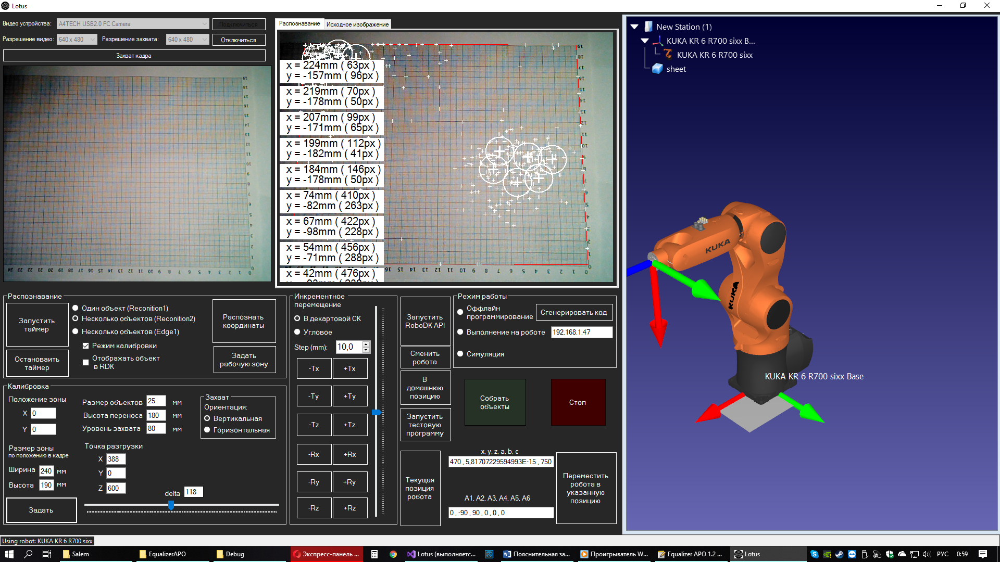 Lotus
Видео устройства:
A4TECH USB2.0 PC Camera
Подключиться
Разрешение видео:
640 x 480
Разрешение захвата:
640 x 480
Отключиться
Захват кадра
Распознавание
Исходное изображение
x = 224mm ( 63px )
y = -157mm ( 96px )
x = 219mm ( 70px )
y = -178mm ( 50px )
x = 207mm ( 99px )
y = -171mm ( 65px )
x = 199mm ( 112px )
y = -182mm ( 41px )
x = 184mm ( 146px )
y = -178mm ( 50px )
x = 74mm ( 410px )
y = -82mm ( 263px )
x = 67mm ( 422px )
y = -98mm ( 228px )
x = 54mm ( 456px )
y = -71mm ( 288px )
x = 42mm ( 476px )
New Station (1)
KUKA KR 6 R700 sixx B...
KUKA KR 6 R700 sixx
sheet
KUKA
KUKA
KUKA KR 6 R700 sixx Base
Распознавание
Запустить
таймер
Остановаить
таймер
Один объект (Reconition1)
Несколько объектов (Reconition2)
Несколько объектов (Edge1)
Режим калибровки
Отображать объект
в RDK
Распознать
координаты
Задать
рабочую зону
Калибровка
Положение зоны
X 0
Y 0
Размер зоны
по положению в кадре
Ширина 240 мм
Высота 190 мм
Задать
Размер объектов 25 мм
Высота переноса 180 мм
Уровень захвата 80 мм
Точка разгрузки
X 388
Y 0
Z 600
delta 118
Захват
Ориентация:
Вертикальная
Горизонтальная
Инкрементное
перемещение
В декартовой СК
Угловое
Step (mm): 10,0
-Tx +Tx
-Ty +Ty
-Tz +Tz
-Rx +Rx
-Ry +Ry
-Rz +Rz
Запустить
RoboDK API
Сменить
робота
В
домашнюю
позицию
Запустить
тестовую
программу
Текущая
позиция
робота
Режим работы
Оффлайн
программирование
Сгенерировать код
Выполнение на роботе
192.168.1.47
Симуляция
Собрать
объекты
Стоп
x, y, z, a, b, c
470 , 5,81707229594993E-15 , 750
A1, A2, A3, A4, A5, A6
0 , -90 , 90 , 0 , 0 , 0
Переместить
робота в
указанную
позицию
Using robot: KUKA KR 6 R700 sixx
Salem
EqualizerAPO
Debug
Экспресс-панель ...
Lotus (выполняетс...
Пояснительная за...
Проигрыватель W...
Equalizer APO 1.2 ...
Lotus
РУС
0:59